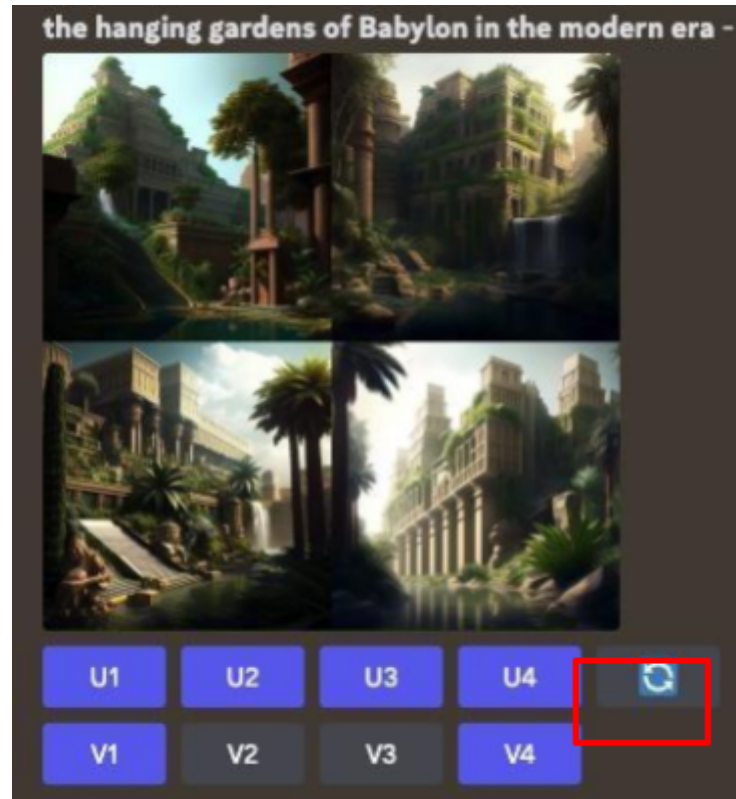 the hanging gardens of Babylon in the modern era -
U1 U2 U3 U4
V1 V2 V3 V4